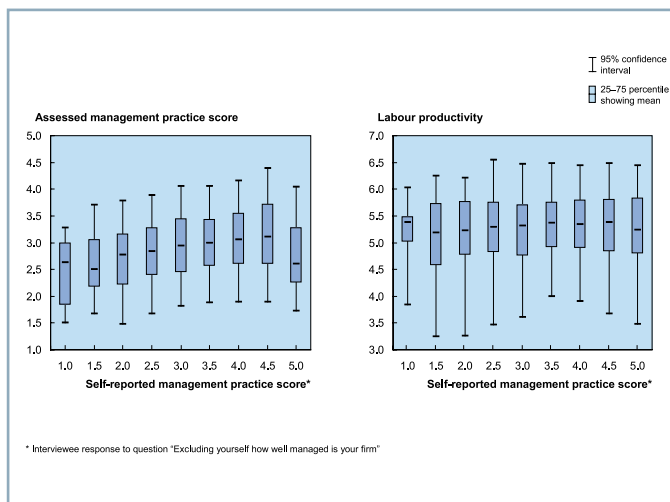 95% confidence
interval
25–75 percentile
showing mean
Assessed management practice score
5.0
4.5
4.0
3.5
3.0
2.5
2.0
1.5
1.0
1.0 1.5 2.0 2.5 3.0 3.5 4.0 4.5 5.0
Self-reported management practice score*
Labour productivity
7.0
6.5
6.0
5.5
5.0
4.5
4.0
3.5
3.0
1.0 1.5 2.0 2.5 3.0 3.5 4.0 4.5 5.0
Self-reported management practice score*
* Interviewee response to question “Excluding yourself how well managed is your firm”